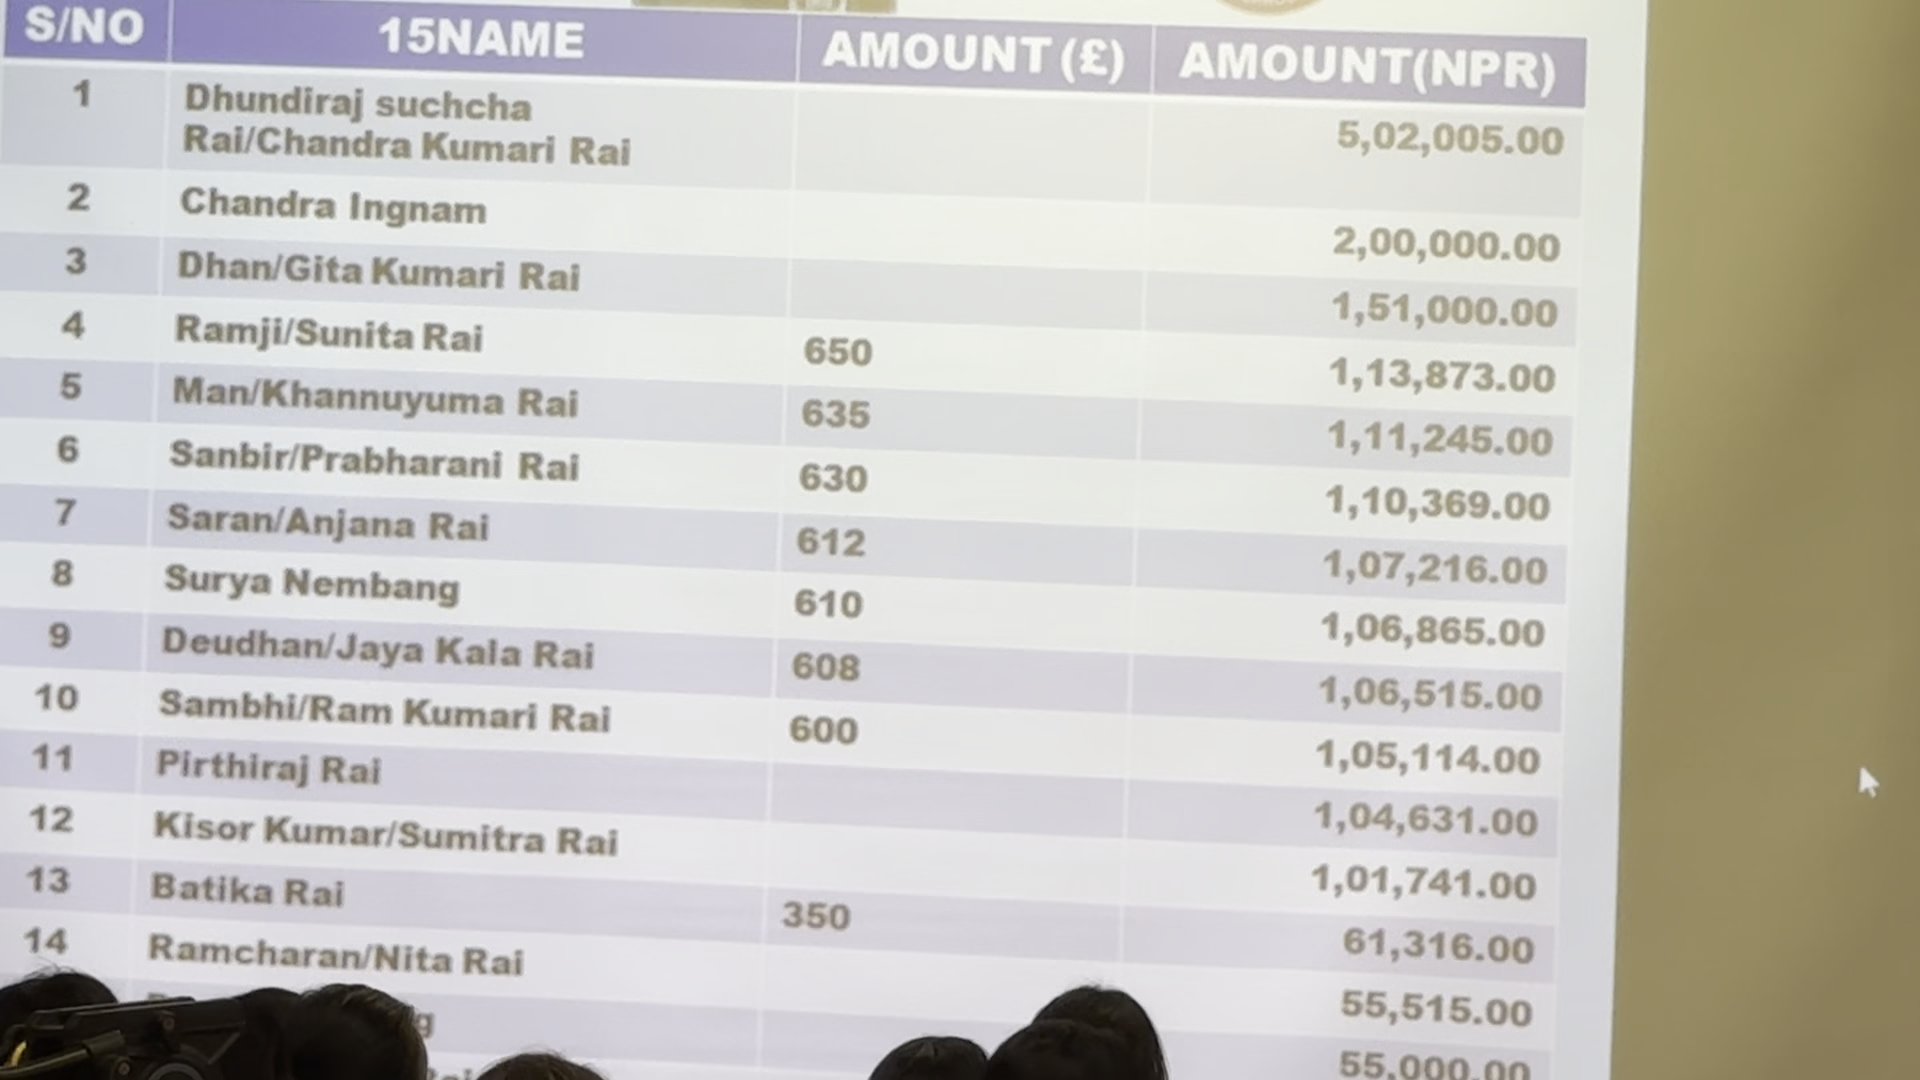 S/NO 15NAME AMOUNT (£) AMOUNT(NPR)
1 Dhundiraj suchcha
Rai/Chandra Kumari Rai 5,02,005.00
2 Chandra Ingnam 2,00,000.00
3 Dhan/Gita Kumari Rai 1,51,000.00
4 Ramji/Sunita Rai 650 1,13,873.00
5 Man/Khannuyuma Rai 635 1,11,245.00
6 Sanbir/Prabharani Rai 630 1,10,369.00
7 Saran/Anjana Rai 612 1,07,216.00
8 Surya Nembang 610 1,06,865.00
9 Deudhan/Jaya Kala Rai 608 1,06,515.00
10 Sambhi/Ram Kumari Rai 600 1,05,114.00
11 Pirthiraj Rai 1,04,631.00
12 Kisor Kumar/Sumitra Rai 1,01,741.00
13 Batika Rai 350 61,316.00
14 Ramcharan/Nita Rai 55,515.00
55,000.00